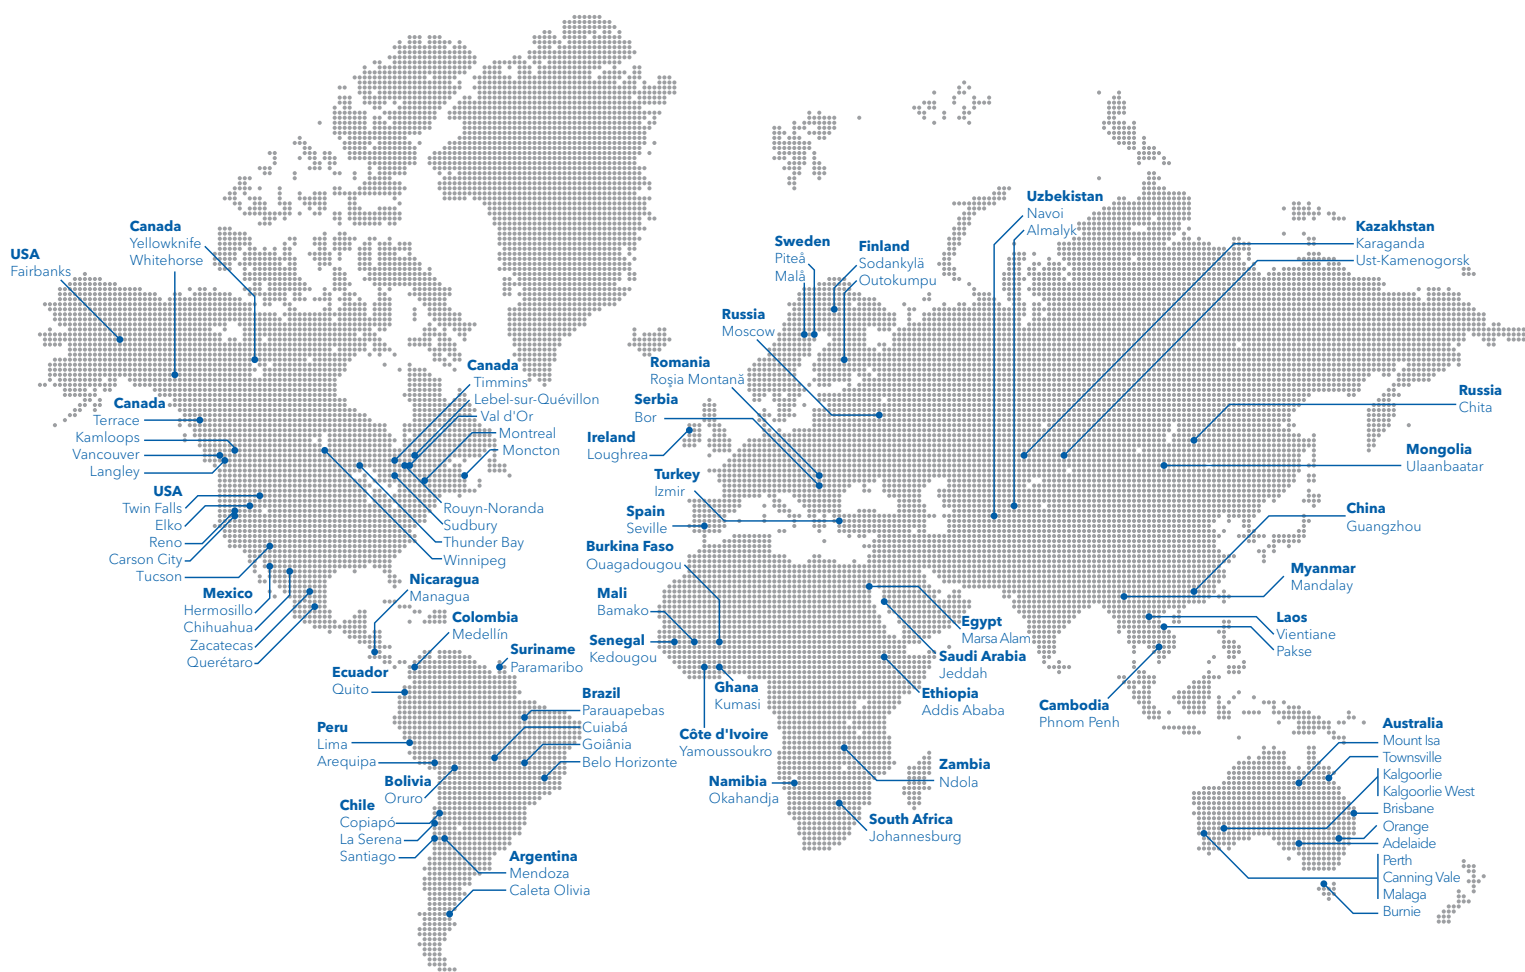 USA
Fairbanks
Canada
Yellowknife
Whitehorse
Canada
Terrace
Kamloops
Vancouver
Langley
USA
Twin Falls
Elko
Reno
Carson City
Tucson
Mexico
Hermosillo
Chihuahua
Zacatecas
Querétaro
Canada
Timmins
Lebel-sur-Quévillon
Val d'Or
Montreal
Moncton
Rouyn-Noranda
Sudbury
Thunder Bay
Winnipeg
Nicaragua
Managua
Colombia
Medellín
Suriname
Paramaribo
Ecuador
Quito
Peru
Lima
Arequipa
Bolivia
Oruro
Chile
Copiapó
La Serena
Santiago
Brazil
Parauapebas
Cuiabá
Goiânia
Belo Horizonte
Argentina
Mendoza
Caleta Olivia
Sweden
Piteå
Malå
Finland
Sodankylä
Outokumpu
Russia
Moscow
Romania
Roşia Montană
Serbia
Bor
Ireland
Loughrea
Turkey
Izmir
Spain
Seville
Burkina Faso
Ouagadougou
Mali
Bamako
Senegal
Kedougou
Ghana
Kumasi
Côte d'Ivoire
Yamoussoukro
Namibia
Okahandja
Egypt
Marsa Alam
Saudi Arabia
Jeddah
Ethiopia
Addis Ababa
Zambia
Ndola
South Africa
Johannesburg
Uzbekistan
Navoi
Almalyk
Kazakhstan
Karaganda
Ust-Kamenogorsk
Russia
Chita
Mongolia
Ulaanbaatar
China
Guangzhou
Myanmar
Mandalay
Laos
Vientiane
Pakse
Cambodia
Phnom Penh
Australia
Mount Isa
Townsville
Kalgoorlie
Kalgoorlie West
Brisbane
Orange
Adelaide
Perth
Canning Vale
Malaga
Burnie